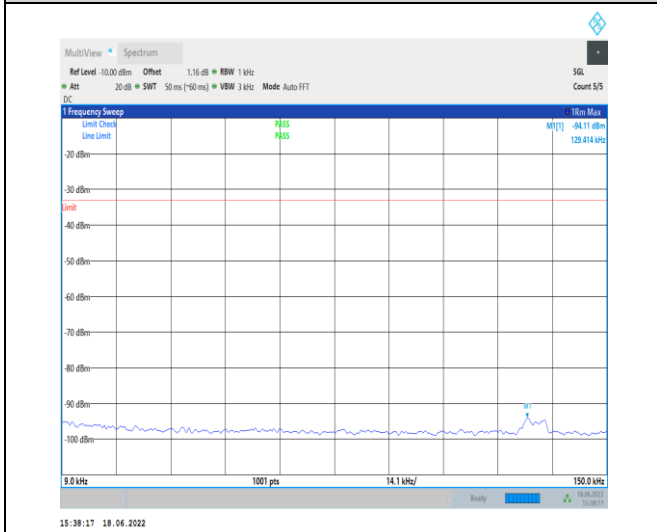 MultiView Spectrum
Ref Level -10.00 dBm Offset 1.16 dB RBW 1 kHz SGL
Att 20 dB SWT 50 ms (~60 ms) VBW 3 kHz Mode Auto FFT Count 5/5
DC
1 Frequency Sweep 1Rm Max
Limit Check PASS M1[1] -94.11 dBm
Line Limit PASS 129.414 kHz
-20 dBm
-30 dBm
Limit
-40 dBm
-50 dBm
-60 dBm
-70 dBm
-80 dBm
-90 dBm
M1
-100 dBm
9.0 kHz 1001 pts 14.1 kHz/ 150.0 kHz
Ready 18.06.2022
15:38:17
15:38:17 18.06.2022